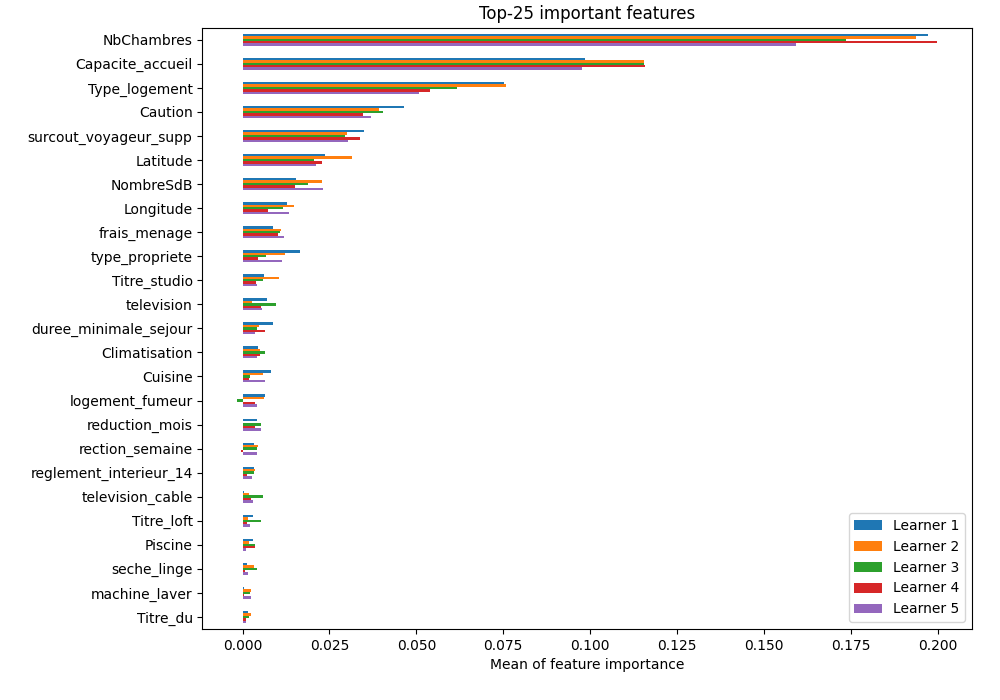 Top-25 important features
NbChambres
Capacite_accueil
Type_logement
Caution
surcout_voyageur_supp
Latitude
NombreSdB
Longitude
frais_menage
type_propriete
Titre_studio
television
duree_minimale_sejour
Climatisation
Cuisine
logement_fumeur
reduction_mois
rection_semaine
reglement_interieur_14
television_cable
Titre_loft
Piscine
seche_linge
machine_laver
Titre_du
Learner 1
Learner 2
Learner 3
Learner 4
Learner 5
0.000 0.025 0.050 0.075 0.100 0.125 0.150 0.175 0.200
Mean of feature importance